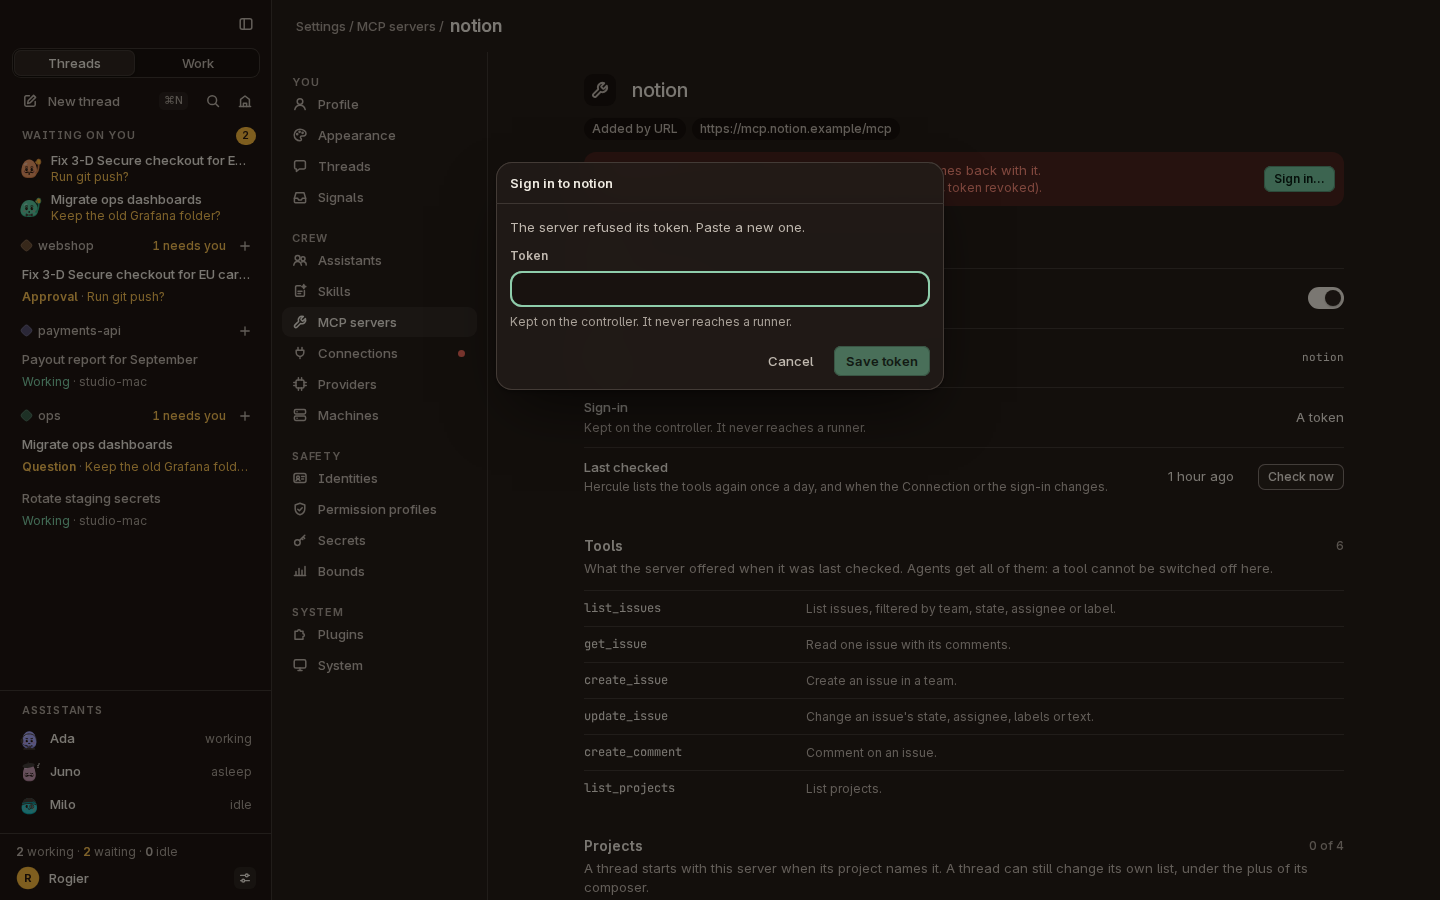 Settings / MCP servers / notion
Threads
Work
New thread
⌘N
WAITING ON YOU
2
Fix 3-D Secure checkout for E…
Run git push?
Migrate ops dashboards
Keep the old Grafana folder?
webshop
1 needs you
Fix 3-D Secure checkout for EU car…
Approval · Run git push?
payments-api
Payout report for September
Working · studio-mac
ops
1 needs you
Migrate ops dashboards
Question · Keep the old Grafana fold…
Rotate staging secrets
Working · studio-mac
ASSISTANTS
Ada
working
Juno
asleep
Milo
idle
2 working · 2 waiting · 0 idle
R
Rogier
YOU
Profile
Appearance
Threads
Signals
CREW
Assistants
Skills
MCP servers
Connections
Providers
Machines
SAFETY
Identities
Permission profiles
Secrets
Bounds
SYSTEM
Plugins
System
notion
Added by URL
https://mcp.notion.example/mcp
mes back with it.
token revoked).
Sign in…
Sign in to notion
The server refused its token. Paste a new one.
Token
Kept on the controller. It never reaches a runner.
Cancel
Save token
notion
Sign-in
Kept on the controller. It never reaches a runner.
A token
Last checked
Hercule lists the tools again once a day, and when the Connection or the sign-in changes.
1 hour ago
Check now
Tools
6
What the server offered when it was last checked. Agents get all of them: a tool cannot be switched off here.
list_issues
List issues, filtered by team, state, assignee or label.
get_issue
Read one issue with its comments.
create_issue
Create an issue in a team.
update_issue
Change an issue's state, assignee, labels or text.
create_comment
Comment on an issue.
list_projects
List projects.
Projects
0 of 4
A thread starts with this server when its project names it. A thread can still change its own list, under the plus of its
composer.